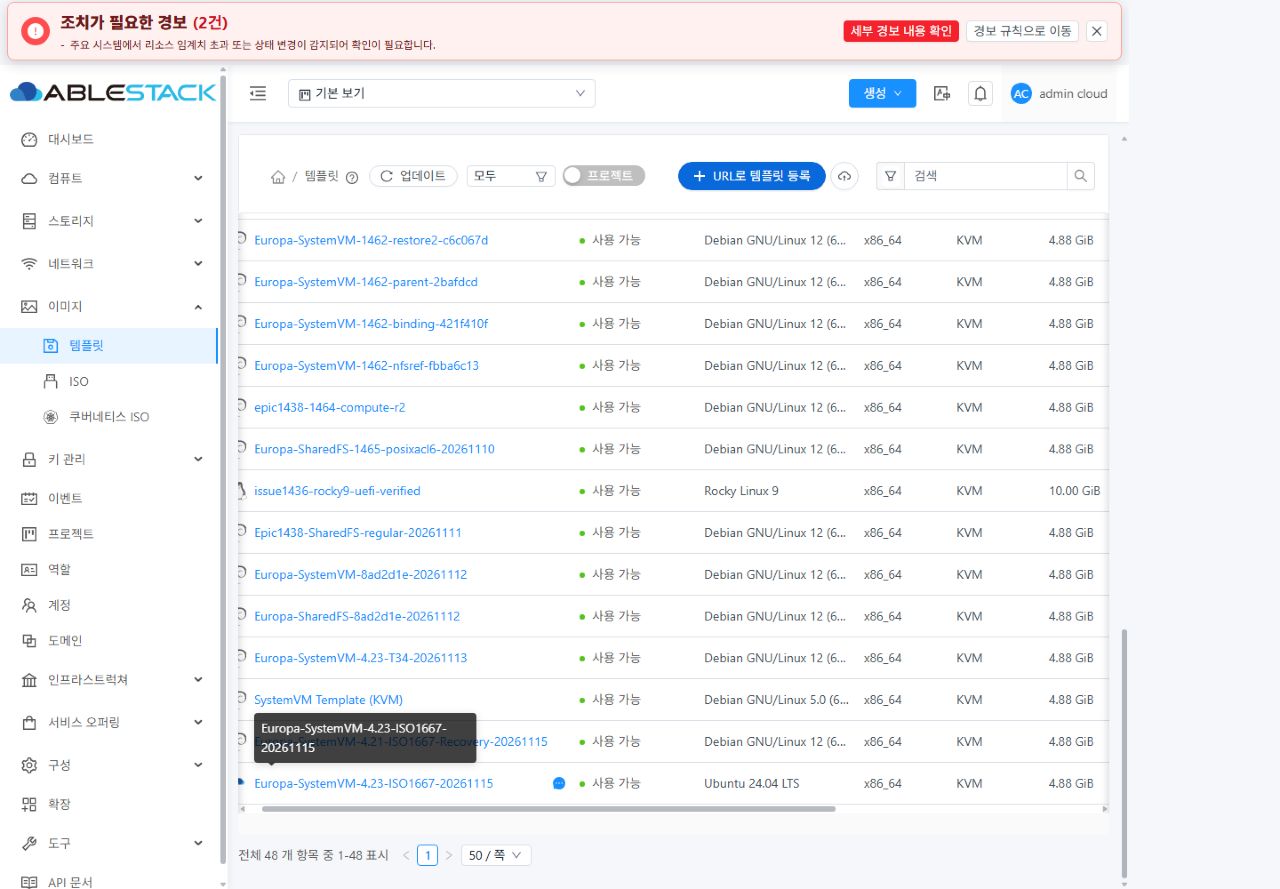 조치가 필요한 경보 (2건)
- 주요 시스템에서 리소스 임계치 초과 또는 상태 변경이 감지되어 확인이 필요합니다.
세부 경보 내용 확인
경보 규칙으로 이동
ABLESTACK
기본 보기
생성
AC admin cloud
대시보드
컴퓨트
스토리지
네트워크
이미지
템플릿
ISO
쿠버네티스 ISO
키 관리
이벤트
프로젝트
역할
계정
도메인
인프라스트럭쳐
서비스 오퍼링
구성
확장
도구
API 문서
/ 템플릿
업데이트
모두
프로젝트
+ URL로 템플릿 등록
검색
Europa-SystemVM-1462-restore2-c6c067d 사용 가능 Debian GNU/Linux 12 (6... x86_64 KVM 4.88 GiB
Europa-SystemVM-1462-parent-2bafdcd 사용 가능 Debian GNU/Linux 12 (6... x86_64 KVM 4.88 GiB
Europa-SystemVM-1462-binding-421f410f 사용 가능 Debian GNU/Linux 12 (6... x86_64 KVM 4.88 GiB
Europa-SystemVM-1462-nfsref-fbba6c13 사용 가능 Debian GNU/Linux 12 (6... x86_64 KVM 4.88 GiB
epic1438-1464-compute-r2 사용 가능 Debian GNU/Linux 12 (6... x86_64 KVM 4.88 GiB
Europa-SharedFS-1465-posixacl6-20261110 사용 가능 Debian GNU/Linux 12 (6... x86_64 KVM 4.88 GiB
issue1436-rocky9-uefi-verified 사용 가능 Rocky Linux 9 x86_64 KVM 10.00 GiB
Epic1438-SharedFS-regular-20261111 사용 가능 Debian GNU/Linux 12 (6... x86_64 KVM 4.88 GiB
Europa-SystemVM-8ad2d1e-20261112 사용 가능 Debian GNU/Linux 12 (6... x86_64 KVM 4.88 GiB
Europa-SharedFS-8ad2d1e-20261112 사용 가능 Debian GNU/Linux 12 (6... x86_64 KVM 4.88 GiB
Europa-SystemVM-4.23-T34-20261113 사용 가능 Debian GNU/Linux 12 (6... x86_64 KVM 4.88 GiB
SystemVM Template (KVM) 사용 가능 Debian GNU/Linux 5.0 (6... x86_64 KVM 4.88 GiB
Europa-SystemVM-4.23-ISO1667-
20261115
Europa-SystemVM-4.21-ISO1667-Recovery-20261115 사용 가능 Debian GNU/Linux 12 (6... x86_64 KVM 4.88 GiB
Europa-SystemVM-4.23-ISO1667-20261115 사용 가능 Ubuntu 24.04 LTS x86_64 KVM 4.88 GiB
전체 48 개 항목 중 1-48 표시 < 1 > 50 / 쪽